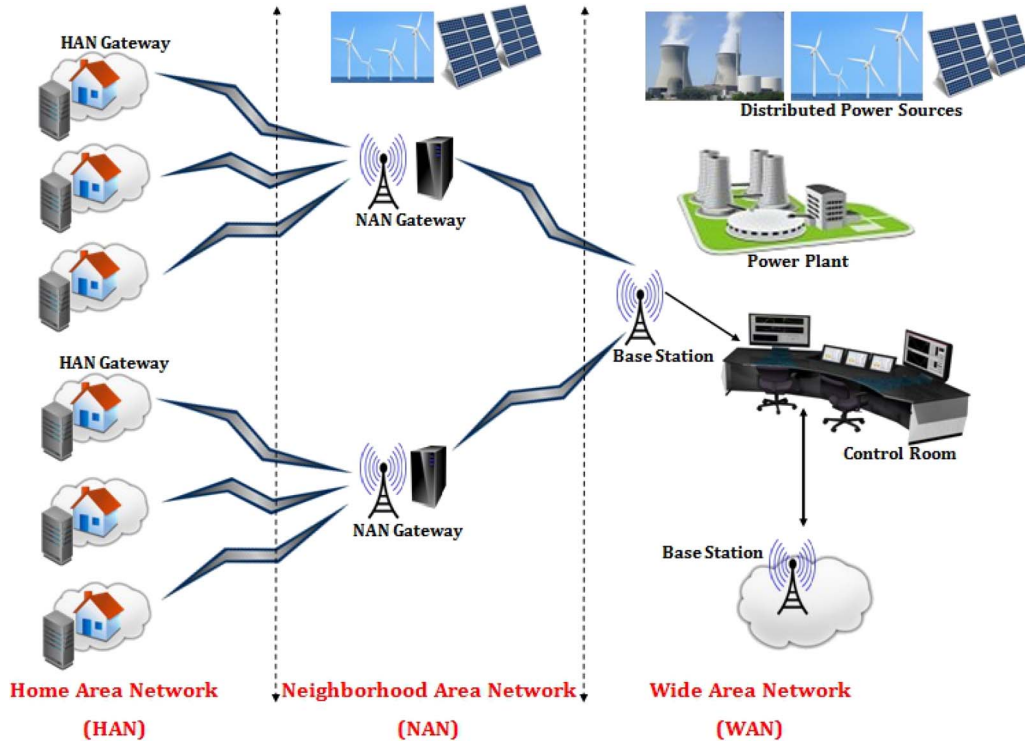 HAN Gateway
Distributed Power Sources
NAN Gateway
Power Plant
Base Station
HAN Gateway
Control Room
NAN Gateway
Base Station
Home Area Network
(HAN)
Neighborhood Area Network
(NAN)
Wide Area Network
(WAN)